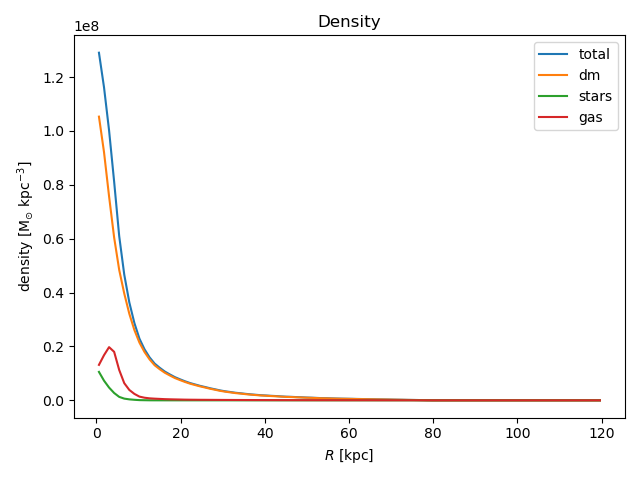 Density
1e8
total
dm
stars
gas
1.2
1.0
0.8
0.6
0.4
0.2
0.0
density [M⊙ kpc⁻³]
0 20 40 60 80 100 120
R [kpc]